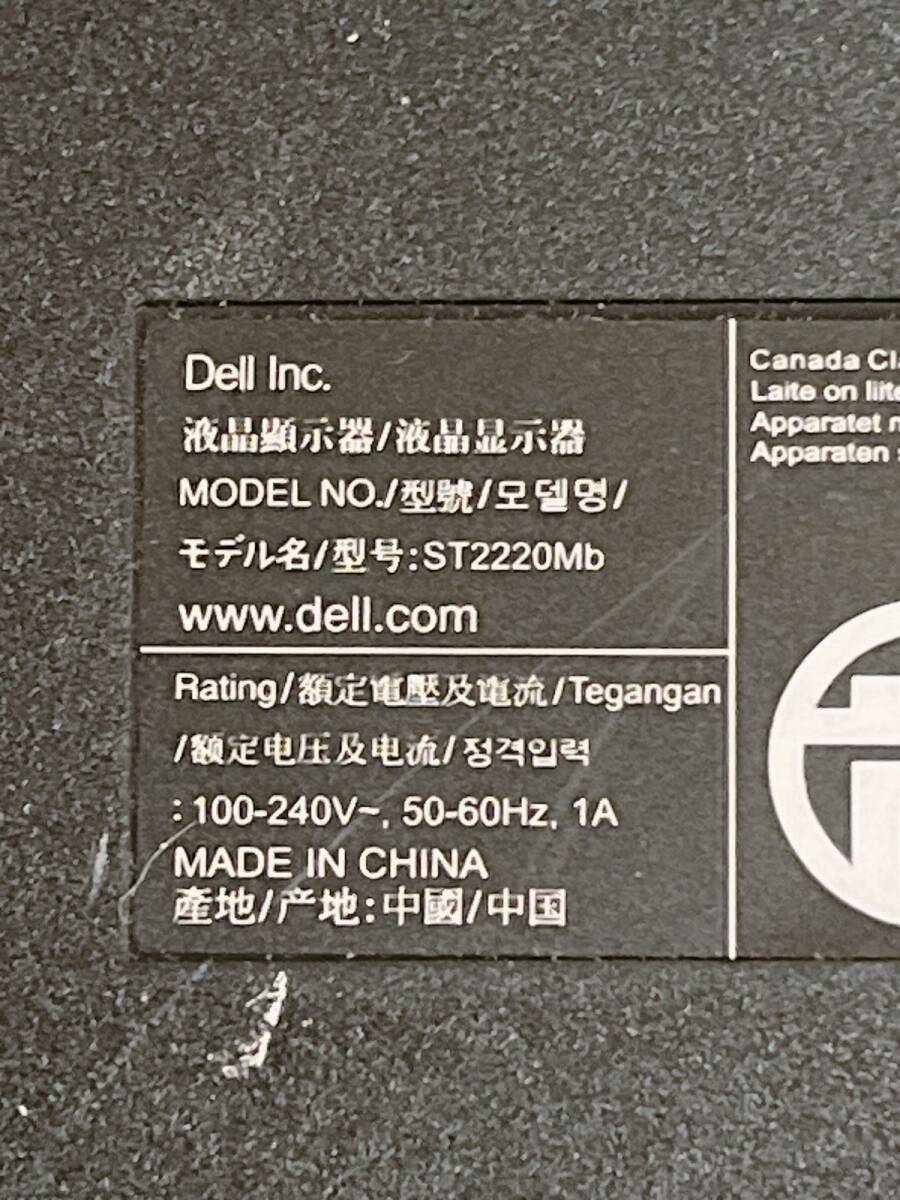 Dell Inc.
液晶顯示器/液晶显示器
MODEL NO./型號/모델명/
モデル名/型号:ST2220Mb
www.dell.com
Rating/額定電壓及電流/Tegangan
/额定电压及电流/정격입력
:100-240V~, 50-60Hz, 1A
MADE IN CHINA
產地/产地:中國/中国
Canada Cla
Laite on liite
Apparatet m
Apparaten s